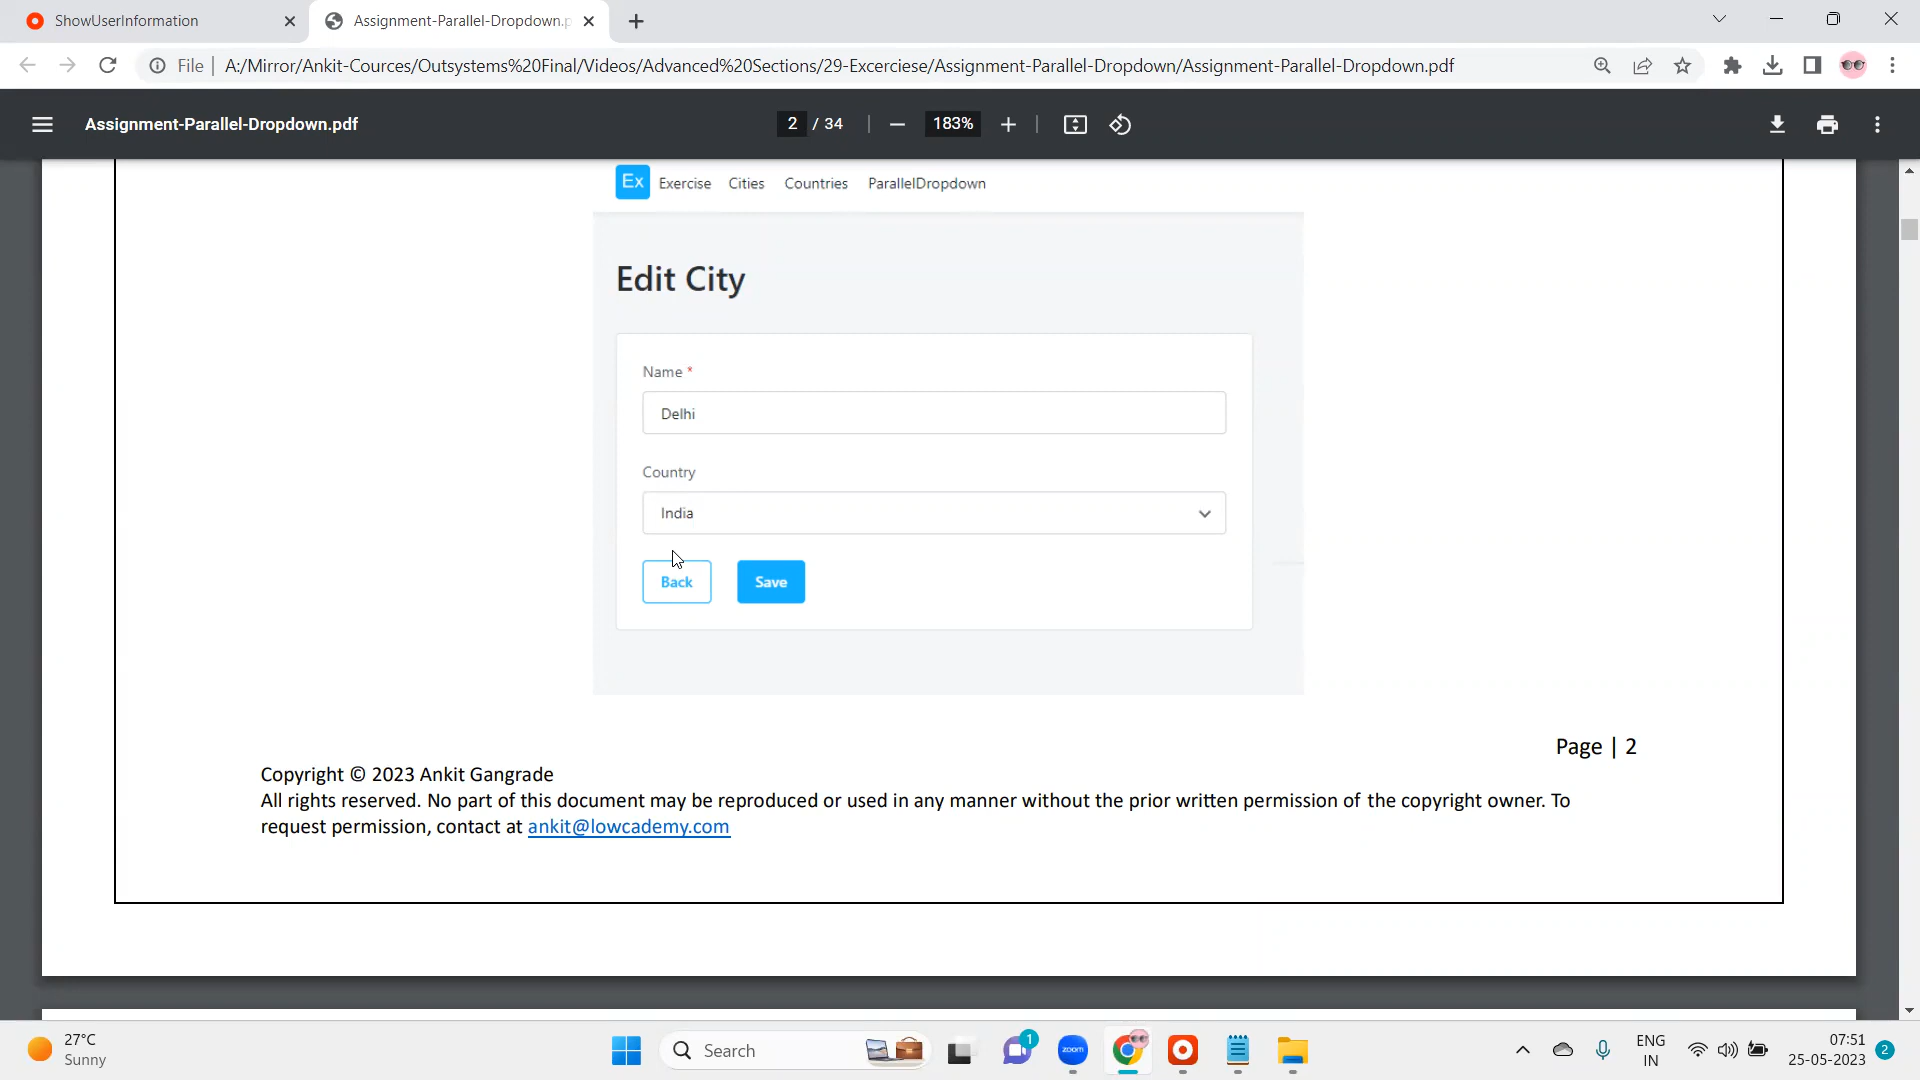 ShowUserInformation
Assignment-Parallel-Dropdown.p
File
A:/Mirror/Ankit-Cources/Outsystems%20Final/Videos/Advanced%20Sections/29-Excerciese/Assignment-Parallel-Dropdown/Assignment-Parallel-Dropdown.pdf
Assignment-Parallel-Dropdown.pdf
2 / 34
183%
Ex Exercise Cities Countries ParallelDropdown
Edit City
Name *
Delhi
Country
India
Back Save
Page | 2
Copyright © 2023 Ankit Gangrade
All rights reserved. No part of this document may be reproduced or used in any manner without the prior written permission of the copyright owner. To
request permission, contact at ankit@lowcademy.com
27°C
Sunny
Search
1
zoom
ENG
IN
07:51
25-05-2023
2